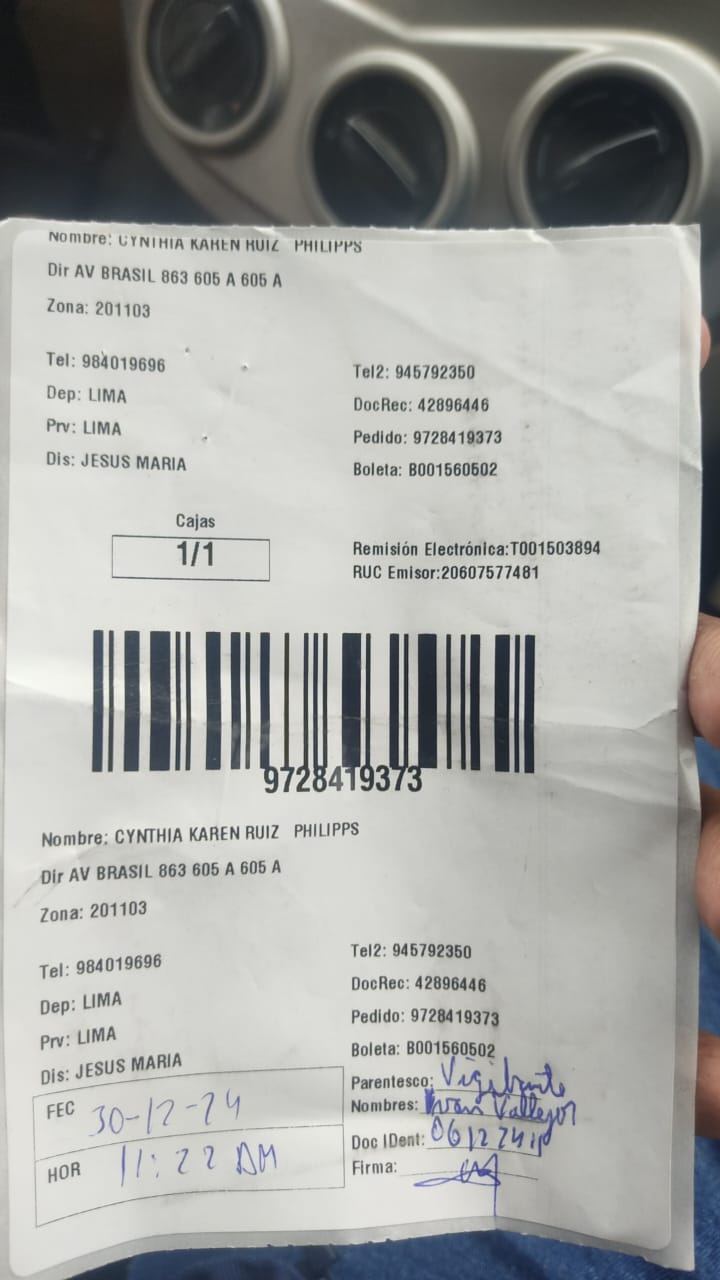 Nombre: CYNTHIA KAREN RUIZ PHILIPPS
Dir AV BRASIL 863 605 A 605 A
Zona: 201103
Tel: 984019696
Tel2: 945792350
Dep: LIMA
DocRec: 42896446
Prv: LIMA
Pedido: 9728419373
Dis: JESUS MARIA
Boleta: B001560502
Cajas
1/1
Remisión Electrónica:T001503894
RUC Emisor:20607577481
9728419373
Nombre: CYNTHIA KAREN RUIZ PHILIPPS
Dir AV BRASIL 863 605 A 605 A
Zona: 201103
Tel: 984019696
Tel2: 945792350
Dep: LIMA
DocRec: 42896446
Prv: LIMA
Pedido: 9728419373
Dis: JESUS MARIA
Boleta: B001560502
Parentesco: Vigilante
FEC 30-12-24
Nombres: Ivan Vallejos
Doc IDent:
HOR 11:22 AM
Firma: